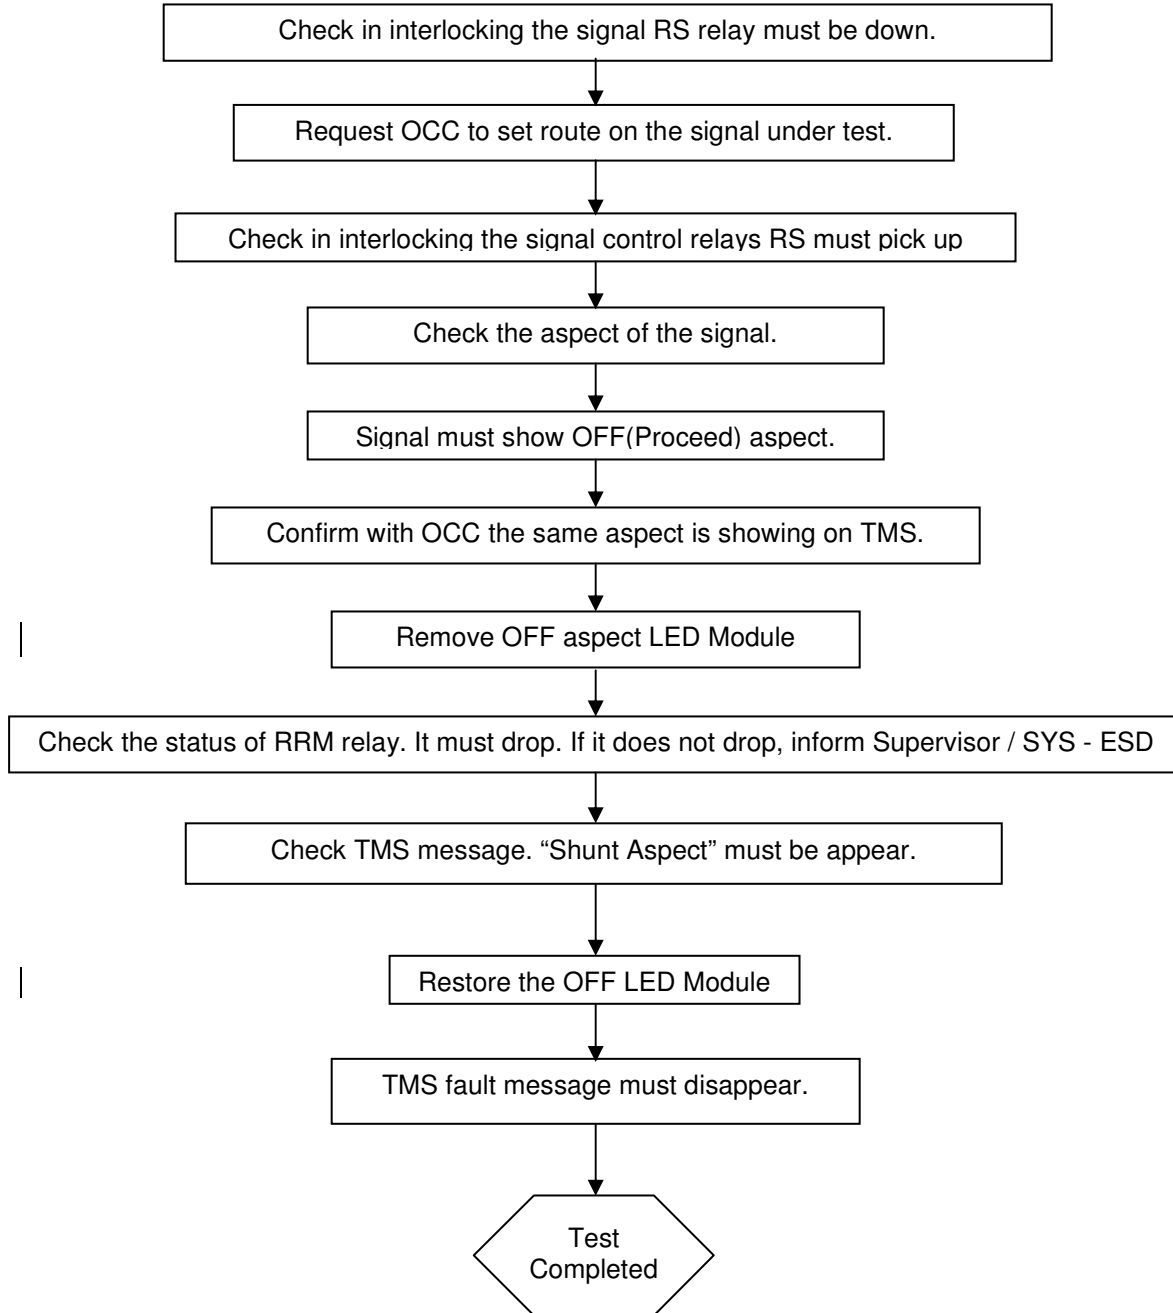 Check in interlocking the signal RS relay must be down.
Request OCC to set route on the signal under test.
Check in interlocking the signal control relays RS must pick up
Check the aspect of the signal.
Signal must show OFF(Proceed) aspect.
Confirm with OCC the same aspect is showing on TMS.
Remove OFF aspect LED Module
Check the status of RRM relay. It must drop. If it does not drop, inform Supervisor / SYS - ESD
Check TMS message. “Shunt Aspect” must be appear.
Restore the OFF LED Module
TMS fault message must disappear.
Test
Completed